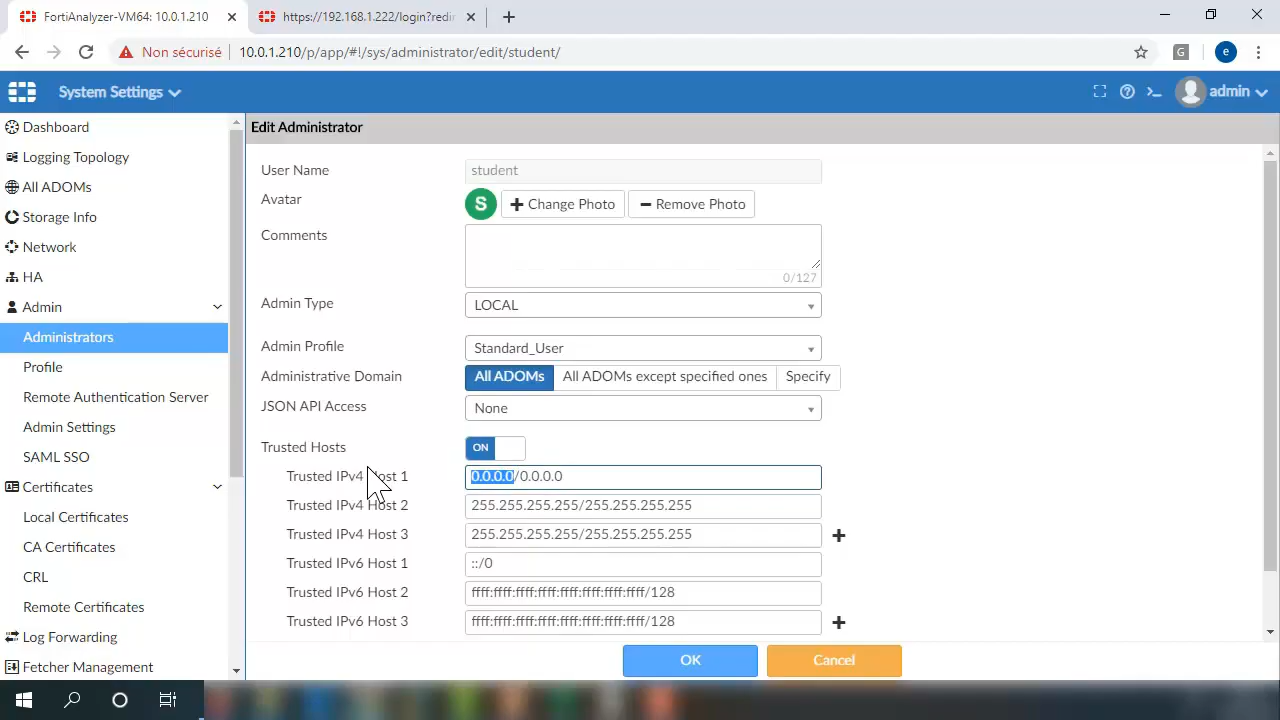 FortiAnalyzer-VM64: 10.0.1.210
https://192.168.1.222/login?redir
Non sécurisé
10.0.1.210/p/app/#!/sys/administrator/edit/student/
G
e
System Settings
admin
Dashboard
Logging Topology
All ADOMs
Storage Info
Network
HA
Admin
Administrators
Profile
Remote Authentication Server
Admin Settings
SAML SSO
Certificates
Local Certificates
CA Certificates
CRL
Remote Certificates
Log Forwarding
Fetcher Management
Edit Administrator
User Name
student
Avatar
S
Change Photo
Remove Photo
Comments
0/127
Admin Type
LOCAL
Admin Profile
Standard_User
Administrative Domain
All ADOMs
All ADOMs except specified ones
Specify
JSON API Access
None
Trusted Hosts
ON
Trusted IPv4 Host 1
0.0.0.0/0.0.0.0
Trusted IPv4 Host 2
255.255.255.255/255.255.255.255
Trusted IPv4 Host 3
255.255.255.255/255.255.255.255
Trusted IPv6 Host 1
::/0
Trusted IPv6 Host 2
ffff:ffff:ffff:ffff:ffff:ffff:ffff:ffff/128
Trusted IPv6 Host 3
ffff:ffff:ffff:ffff:ffff:ffff:ffff:ffff/128
OK
Cancel